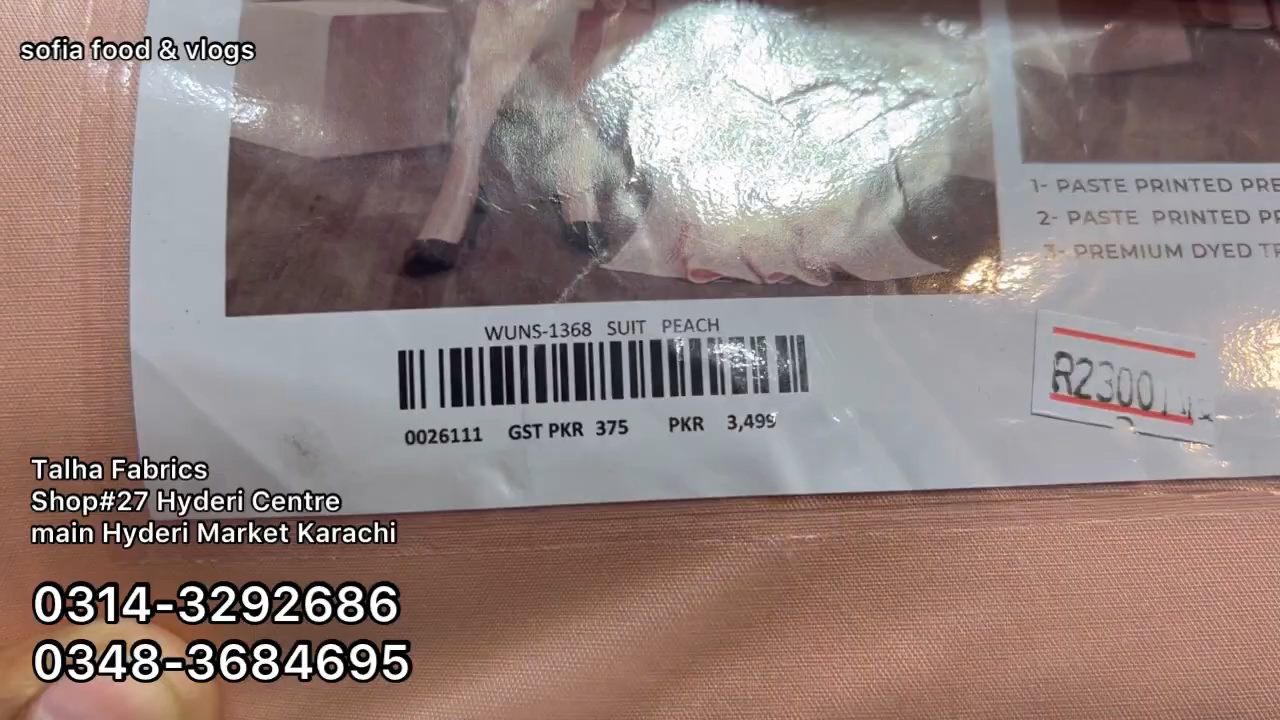 sofia food & vlogs
1- PASTE PRINTED PRE
2- PASTE PRINTED PR
3- PREMIUM DYED TR
WUNS-1368 SUIT PEACH
0026111 GST PKR 375 PKR 3,499
R2300
Talha Fabrics
Shop#27 Hyderi Centre
main Hyderi Market Karachi
0314-3292686
0348-3684695